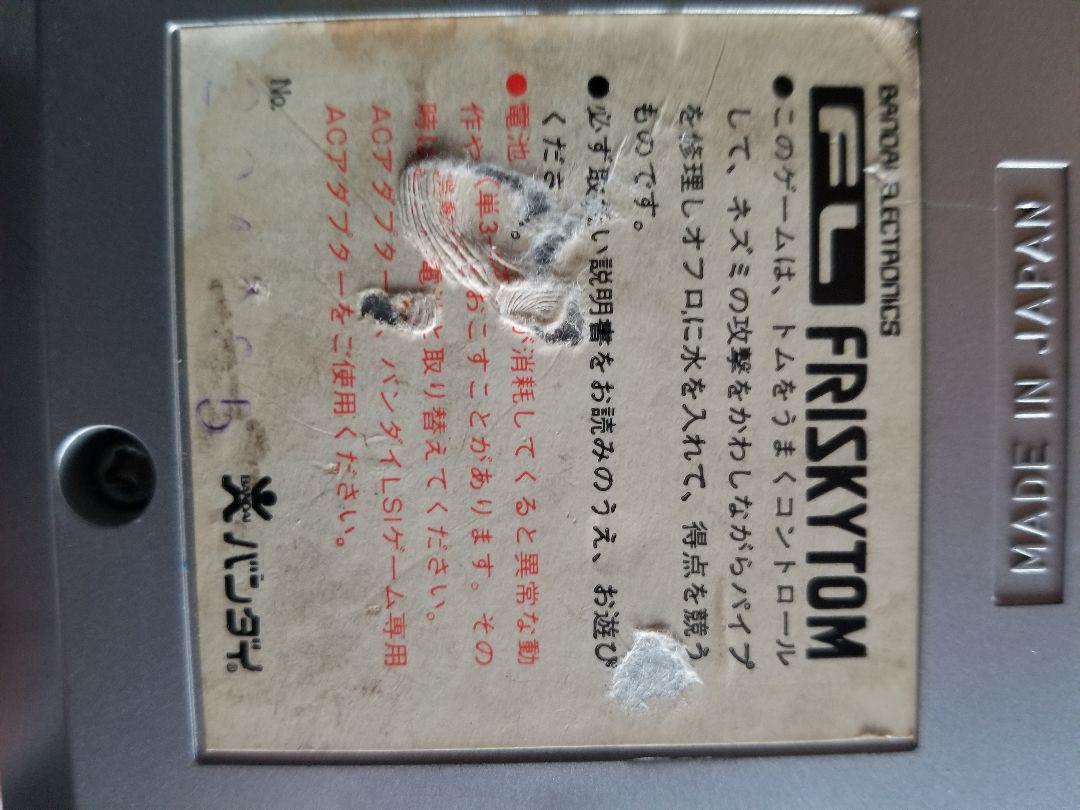 MADE IN JAPAN
BANDAI ELECTRONICS
FL FRISKYTOM
●このゲームは、トムをうまくコントロール
して、ネズミの攻撃をかわしながらパイプ
を修理しオフロに水を入れて、得点を競う
ものです。
●必ず取 い説明書をお読みのうえ、お遊び
くださ 。
●電池 (単3 が消耗してくると異常な動
作や おこすことがあります。その
時は と取り替えてください。
ACアダプター 、バンダイLSIゲーム専用
ACアダプターをご使用ください。
No.
BANDAI バンダイ®